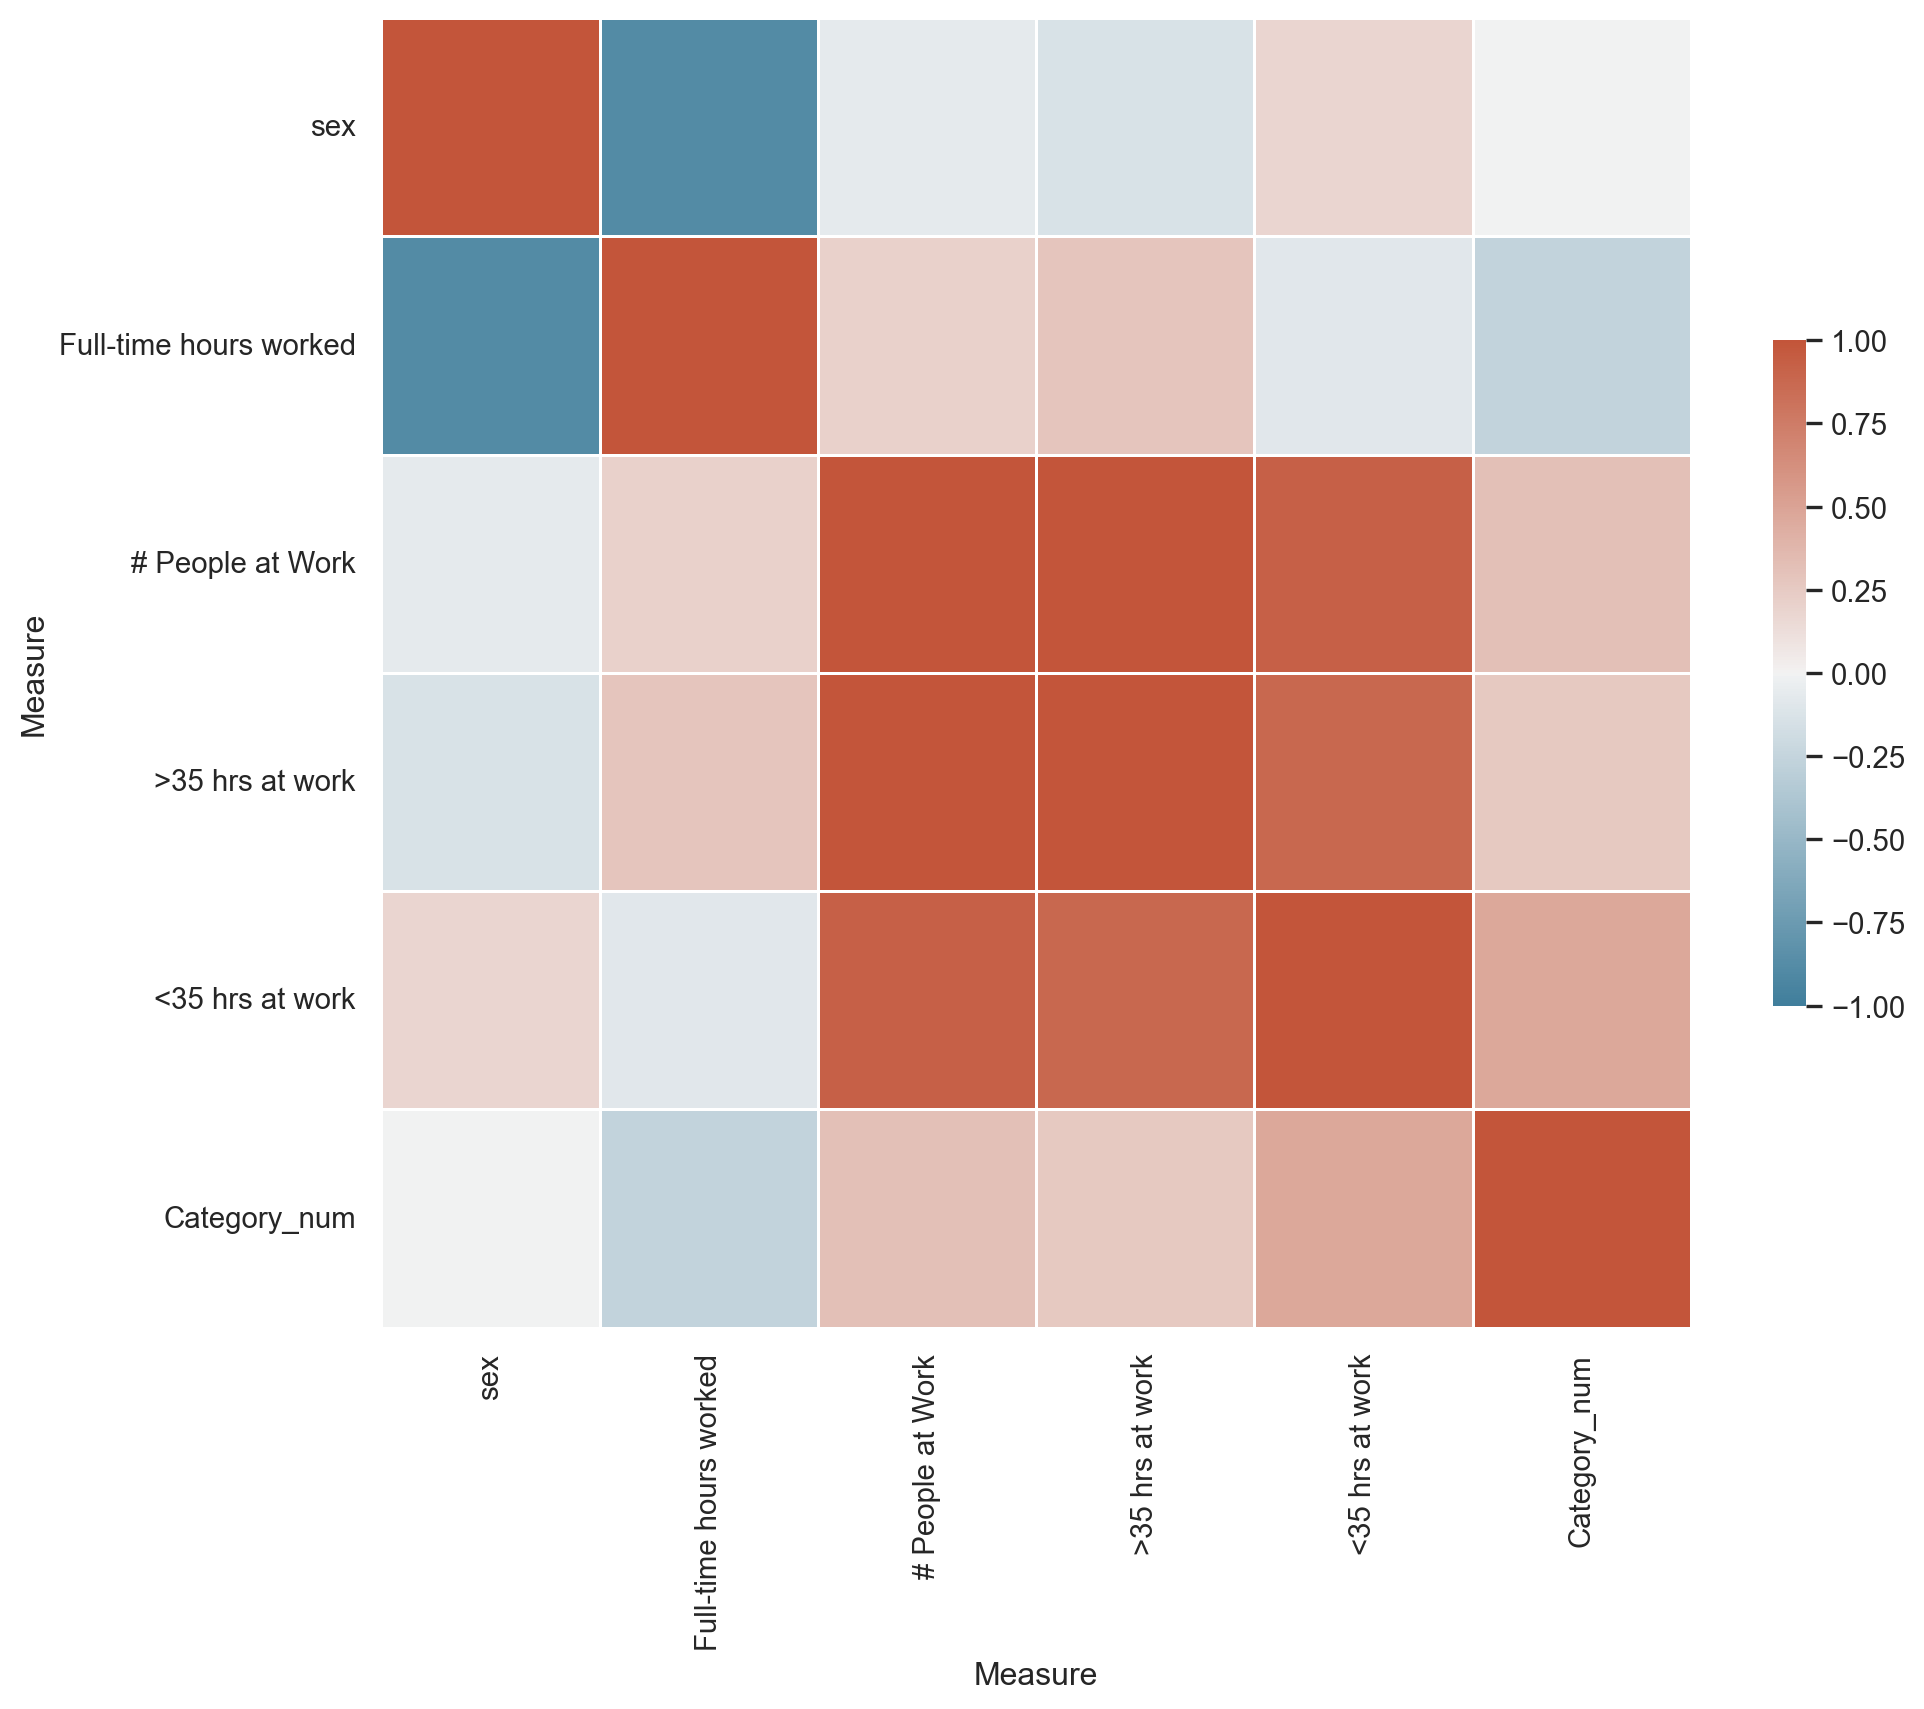 sex
Full-time hours worked
# People at Work
>35 hrs at work
<35 hrs at work
Category_num
Measure
sex
Full-time hours worked
# People at Work
>35 hrs at work
<35 hrs at work
Category_num
Measure
1.00
0.75
0.50
0.25
0.00
−0.25
−0.50
−0.75
−1.00